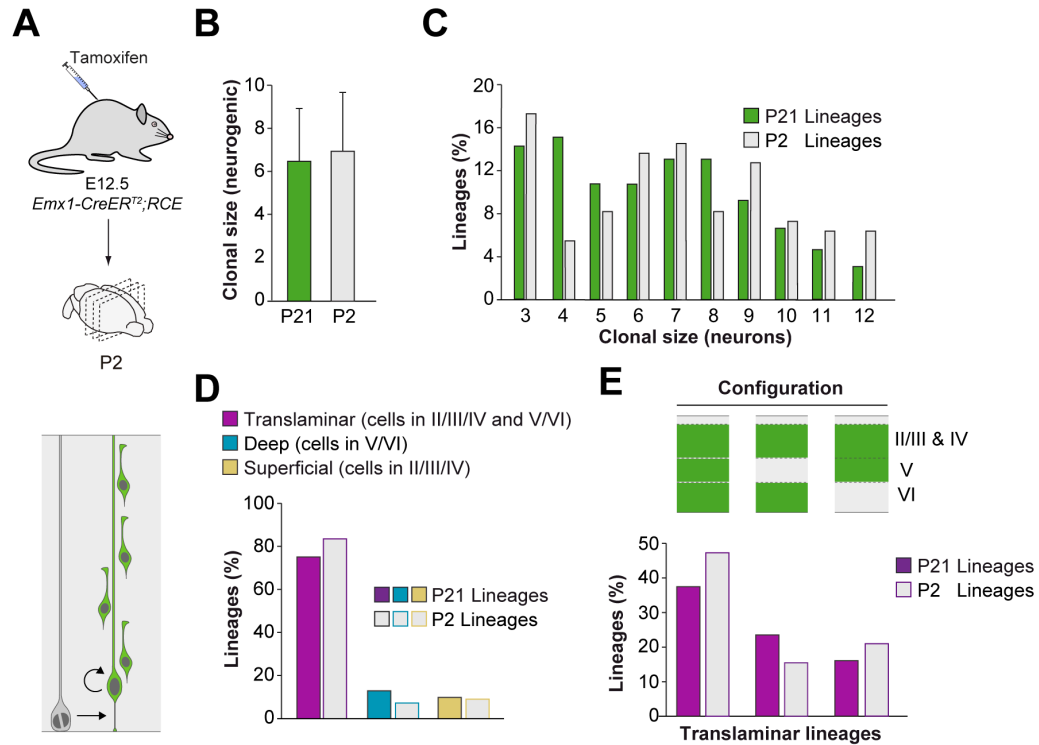 A
Tamoxifen
E12.5
Emx1-CreER^T2;RCE
P2
B
Clonal size (neurogenic)
10
8
6
4
2
0
P21 P2
C
Lineages (%)
20
16
12
8
4
0
P21 Lineages
P2 Lineages
3 4 5 6 7 8 9 10 11 12
Clonal size (neurons)
D
Translaminar (cells in II/III/IV and V/VI)
Deep (cells in V/VI)
Superficial (cells in II/III/IV)
Lineages (%)
100
80
60
40
20
0
P21 Lineages
P2 Lineages
E
Configuration
II/III & IV
V
VI
Lineages (%)
50
40
30
20
10
0
P21 Lineages
P2 Lineages
Translaminar lineages